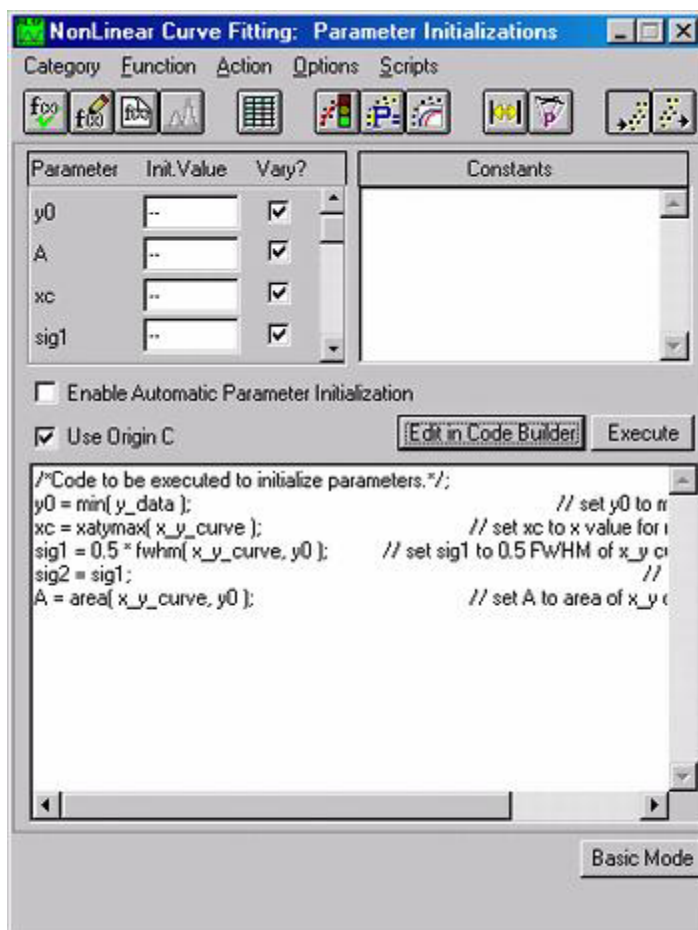 NonLinear Curve Fitting: Parameter Initializations
Category Function Action Options Scripts
Parameter Init.Value Vary? Constants
y0 --
A --
xc --
sig1 --
Enable Automatic Parameter Initialization
Use Origin C Edit in Code Builder Execute
/*Code to be executed to initialize parameters.*/;
y0 = min( y_data ); // set y0 to m
xc = xatymax( x_y_curve ); // set xc to x value for
sig1 = 0.5 * fwhm( x_y_curve, y0 ); // set sig1 to 0.5 FWHM of x_y c
sig2 = sig1; //
A = area( x_y_curve, y0 ); // set A to area of x_y c
Basic Mode